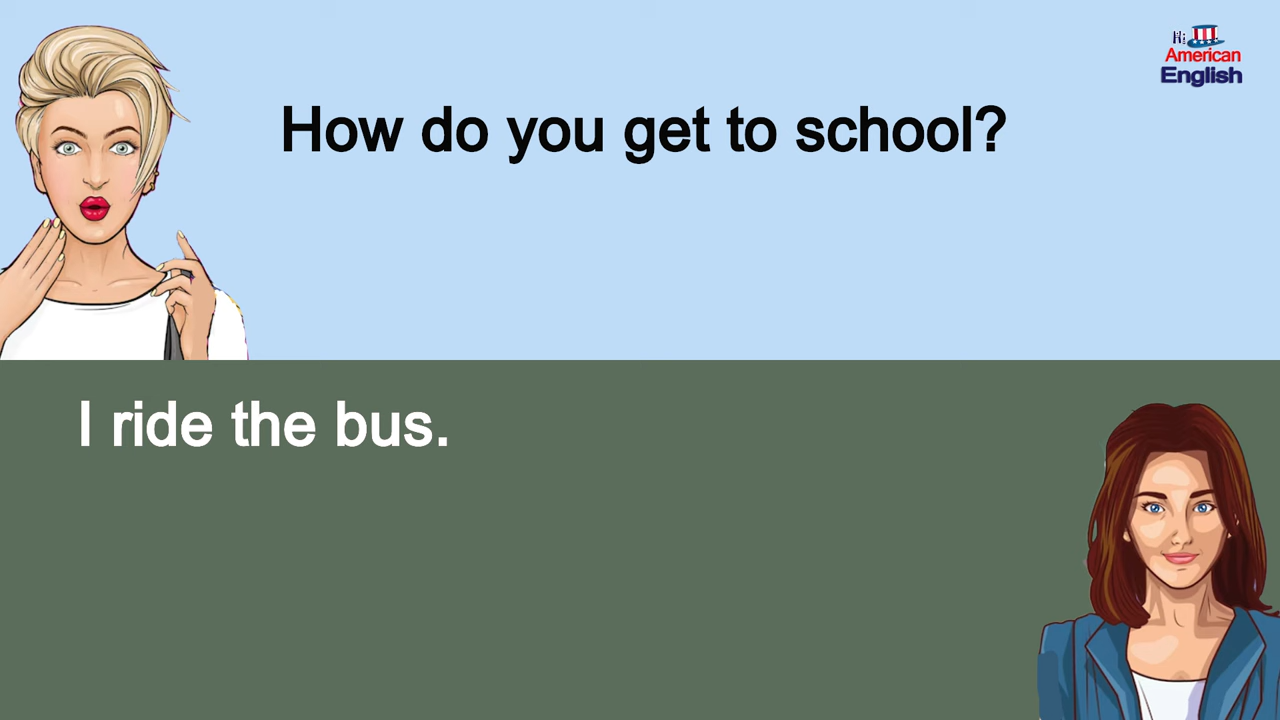 Hi
American
English
How do you get to school?
I ride the bus.